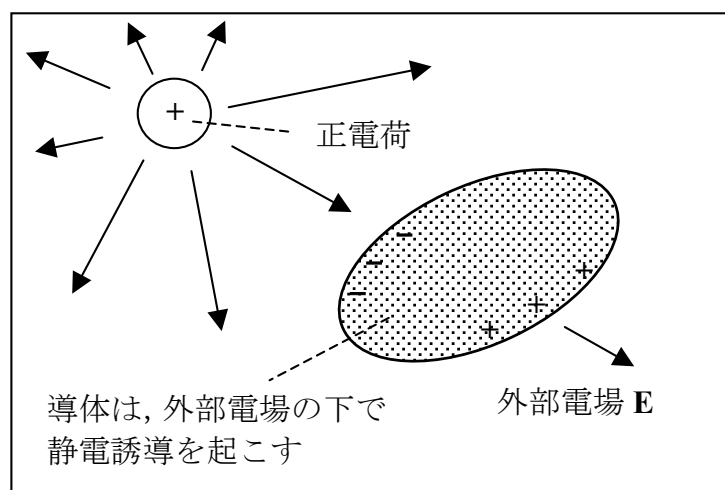 +
正電荷
− − −
+ + +
導体は, 外部電場の下で
静電誘導を起こす
外部電場 E